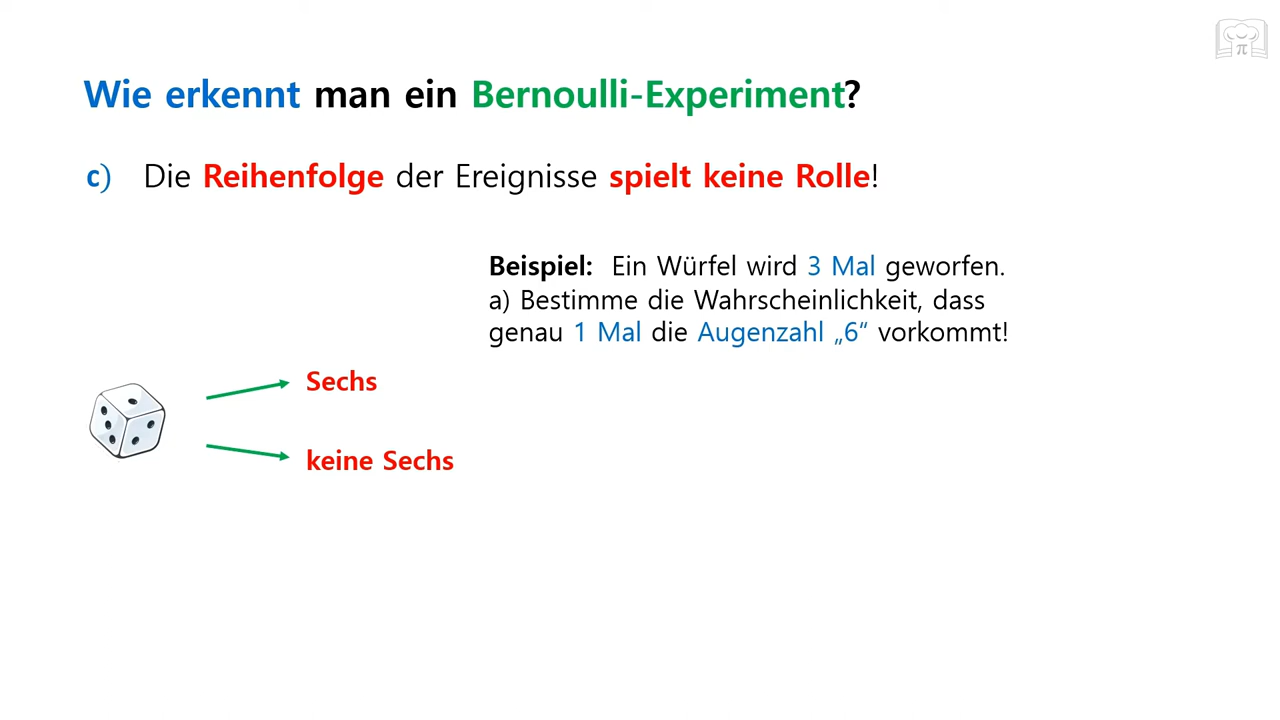 Wie erkennt man ein Bernoulli-Experiment?
c) Die Reihenfolge der Ereignisse spielt keine Rolle!
Beispiel: Ein Würfel wird 3 Mal geworfen.
a) Bestimme die Wahrscheinlichkeit, dass
genau 1 Mal die Augenzahl „6“ vorkommt!
Sechs
keine Sechs
π